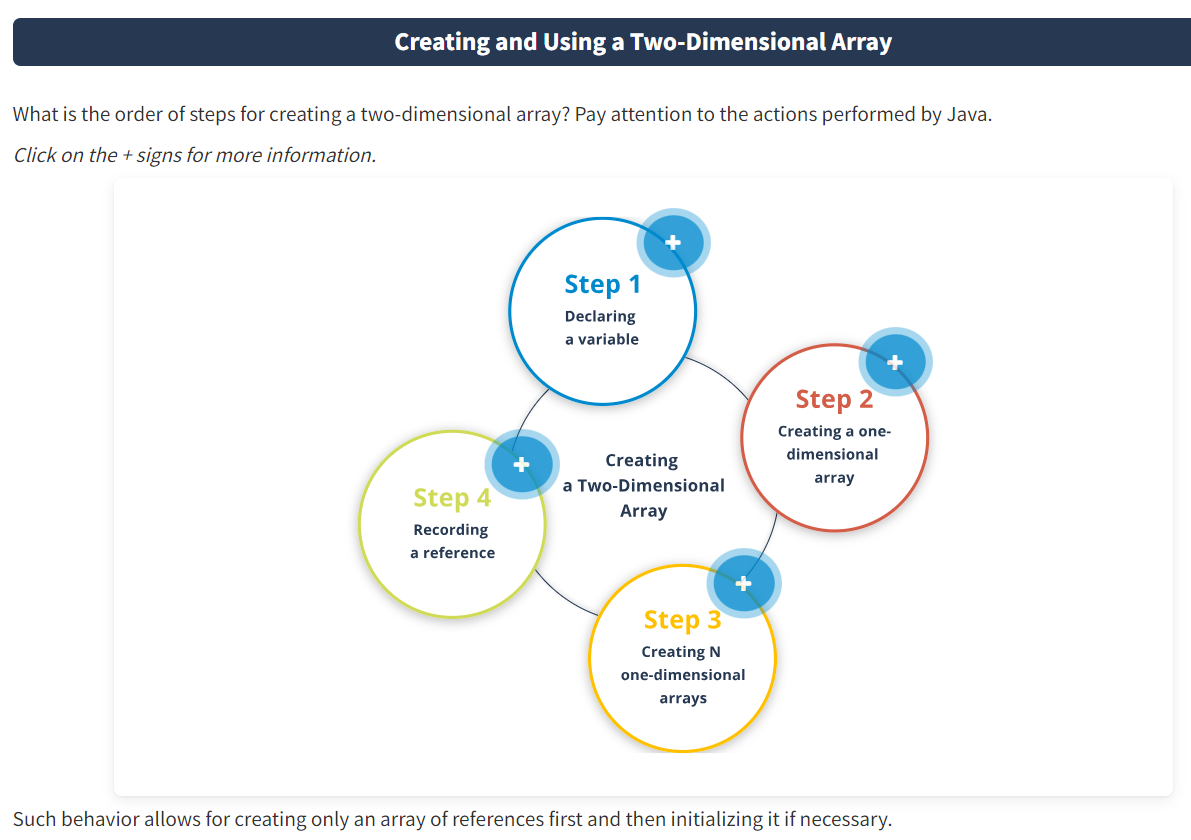 Creating and Using a Two-Dimensional Array
What is the order of steps for creating a two-dimensional array? Pay attention to the actions performed by Java.
Click on the + signs for more information.
+
Step 1
Declaring
a variable
+
Step 2
Creating a one-
dimensional
array
+
Step 4
Recording
a reference
Creating
a Two-Dimensional
Array
+
Step 3
Creating N
one-dimensional
arrays
Such behavior allows for creating only an array of references first and then initializing it if necessary.